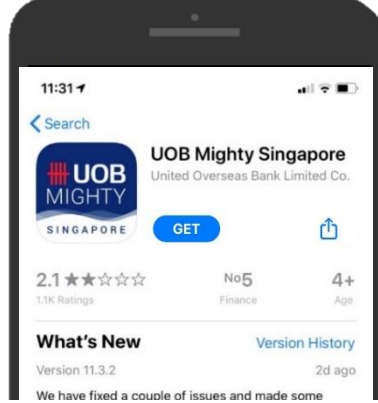 11:31
Search
UOB
MIGHTY
SINGAPORE
UOB Mighty Singapore
United Overseas Bank Limited Co.
GET
2.1 ★★☆☆☆ No5 4+
1.1K Ratings Finance Age
What's New Version History
Version 11.3.2 2d ago
We have fixed a couple of issues and made some